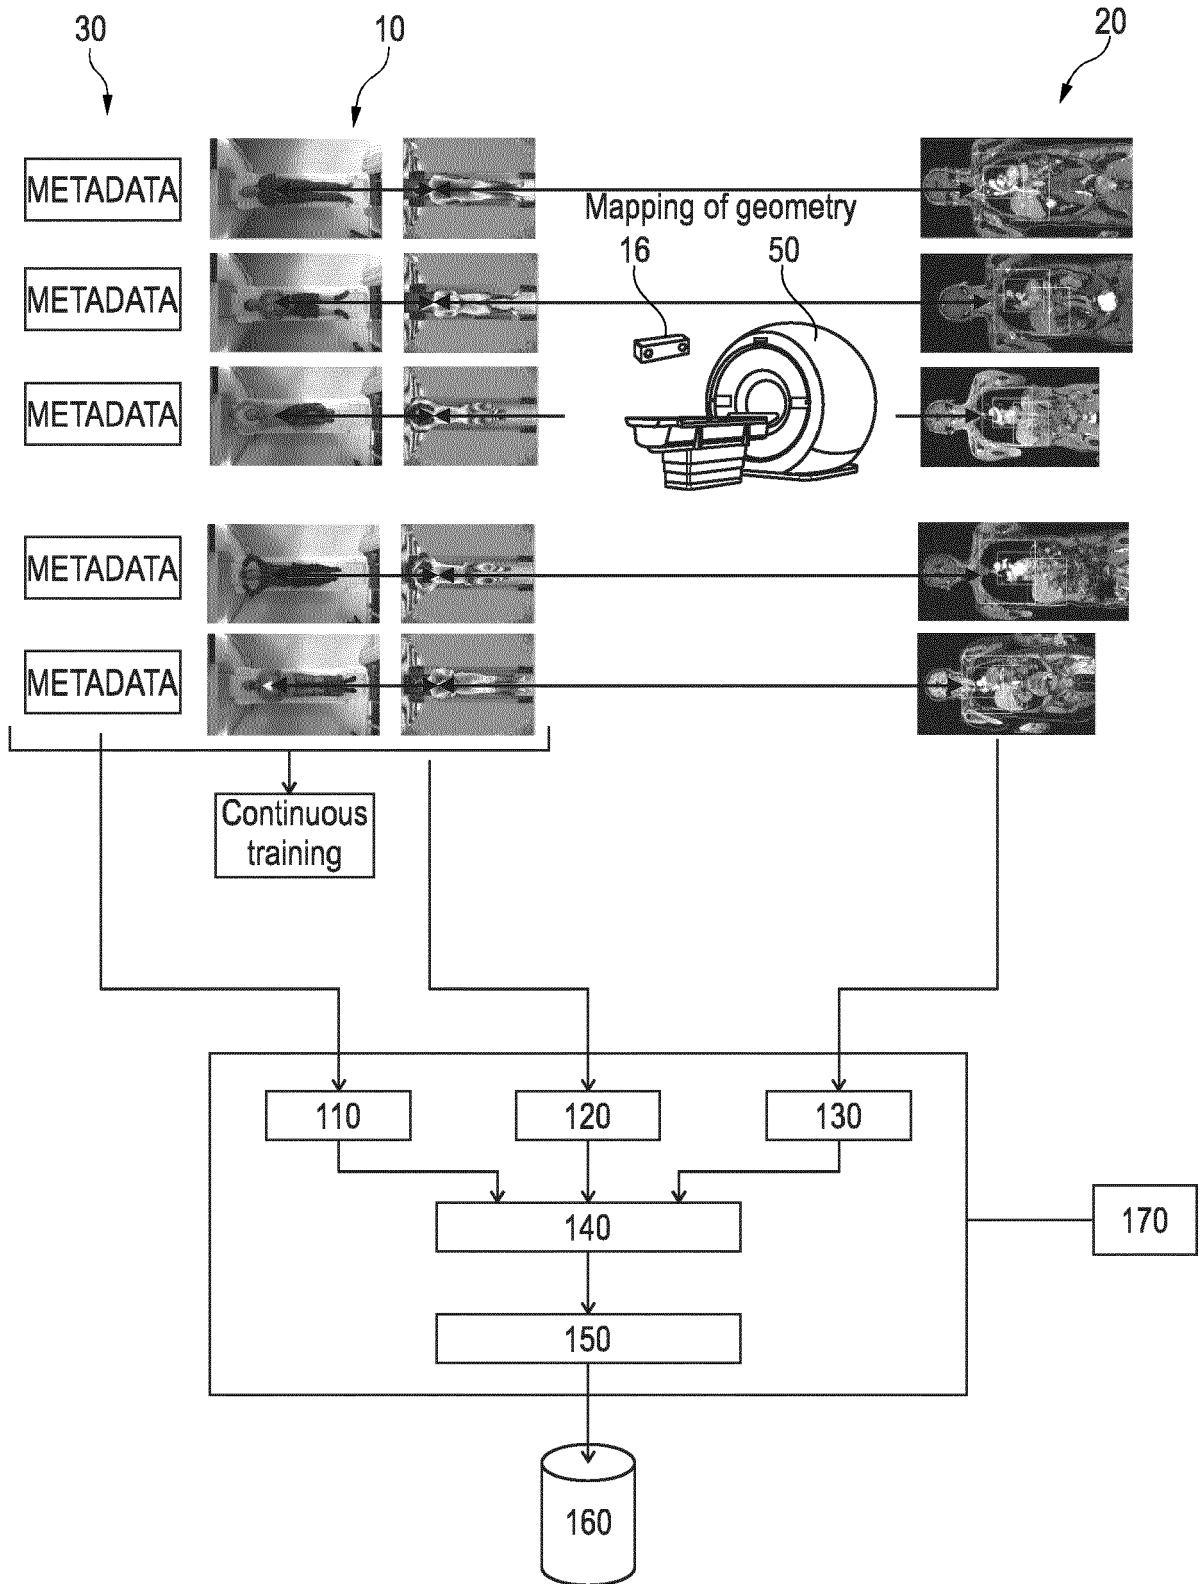 30
10
20
METADATA
Mapping of geometry
METADATA
16
50
METADATA
METADATA
METADATA
Continuous
training
110
120
130
140
170
150
160